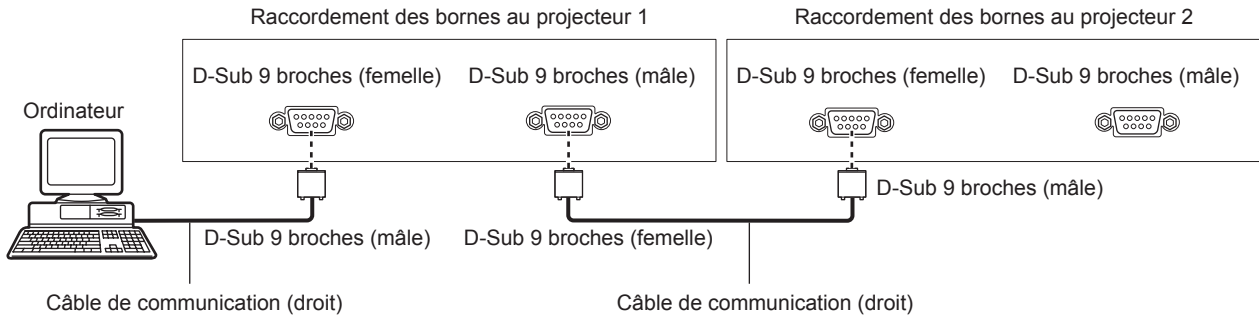 Raccordement des bornes au projecteur 1
Raccordement des bornes au projecteur 2
D-Sub 9 broches (femelle)
D-Sub 9 broches (mâle)
D-Sub 9 broches (femelle)
D-Sub 9 broches (mâle)
Ordinateur
D-Sub 9 broches (mâle)
D-Sub 9 broches (mâle)
D-Sub 9 broches (femelle)
Câble de communication (droit)
Câble de communication (droit)